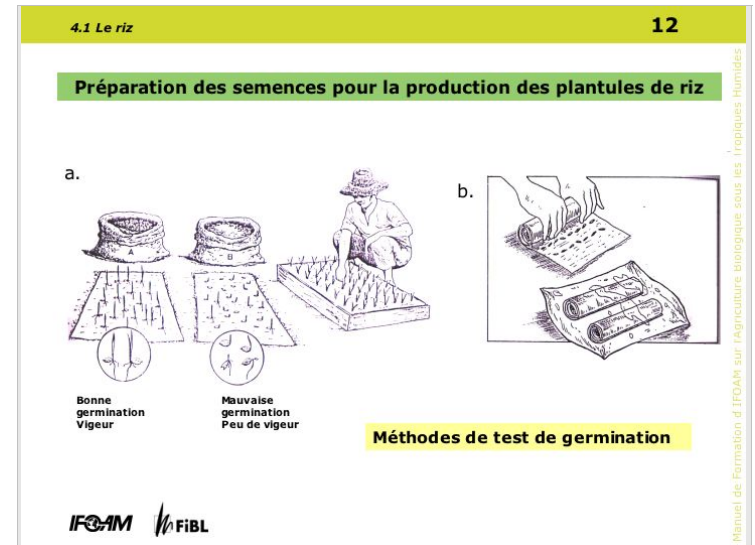 4.1 Le riz
12
Préparation des semences pour la production des plantules de riz
a.
b.
A
B
Bonne
germination
Vigeur
Mauvaise
germination
Peu de vigeur
Méthodes de test de germination
IFOAM
FiBL
Manuel de Formation d IFOAM sur l'Agriculture Biologique sous les Tropiques Humides